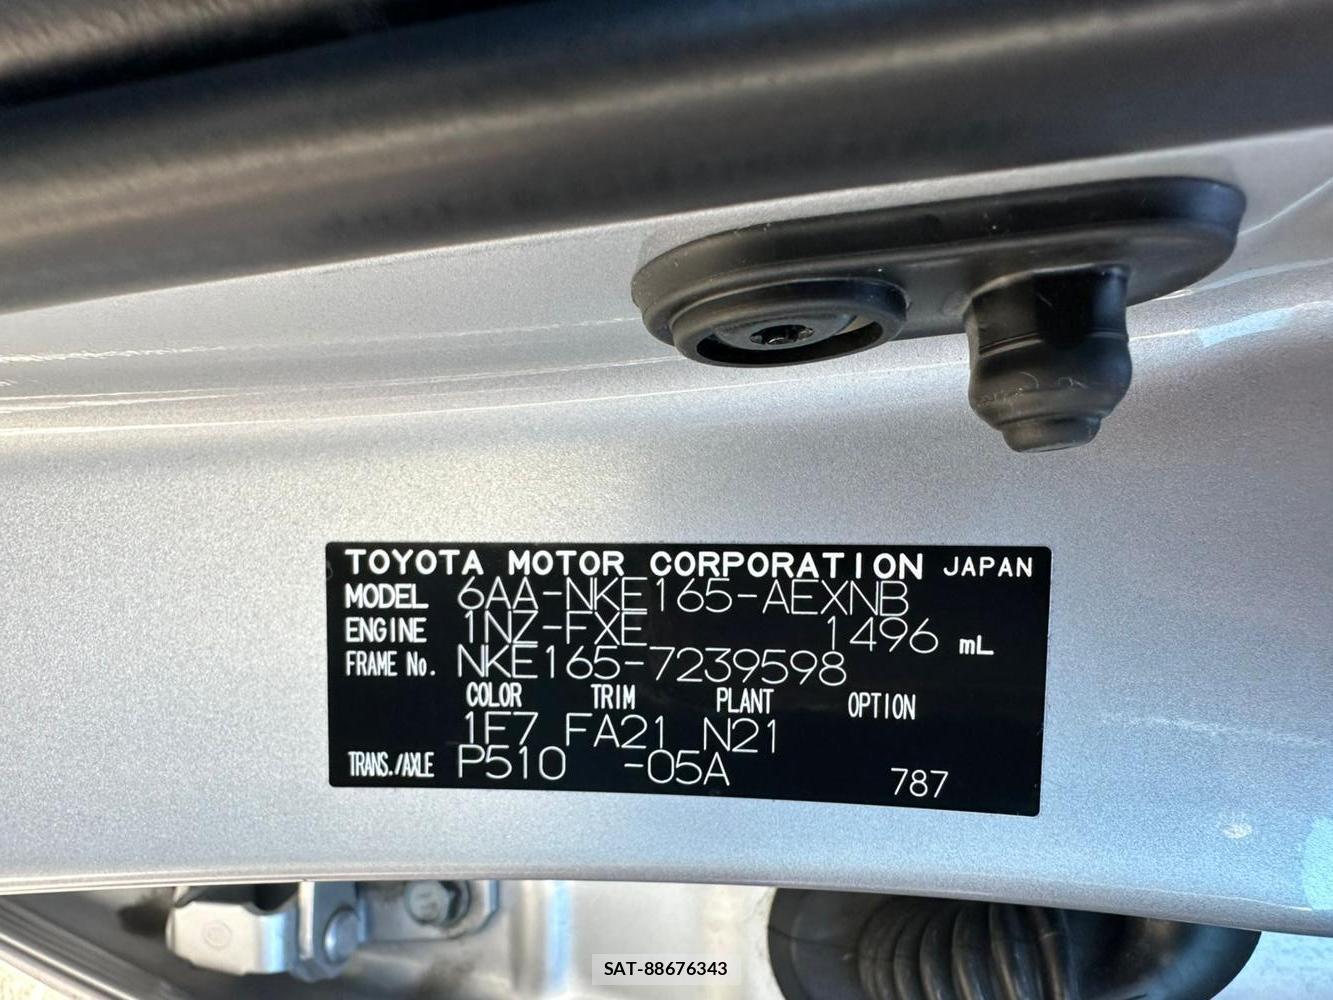 TOYOTA MOTOR CORPORATION JAPAN
MODEL 6AA-NKE165-AEXNB
ENGINE 1NZ-FXE 1496 mL
FRAME No. NKE165-7239598
COLOR TRIM PLANT OPTION
1F7 FA21 N21
TRANS./AXLE P510 -05A 787
SAT-88676343